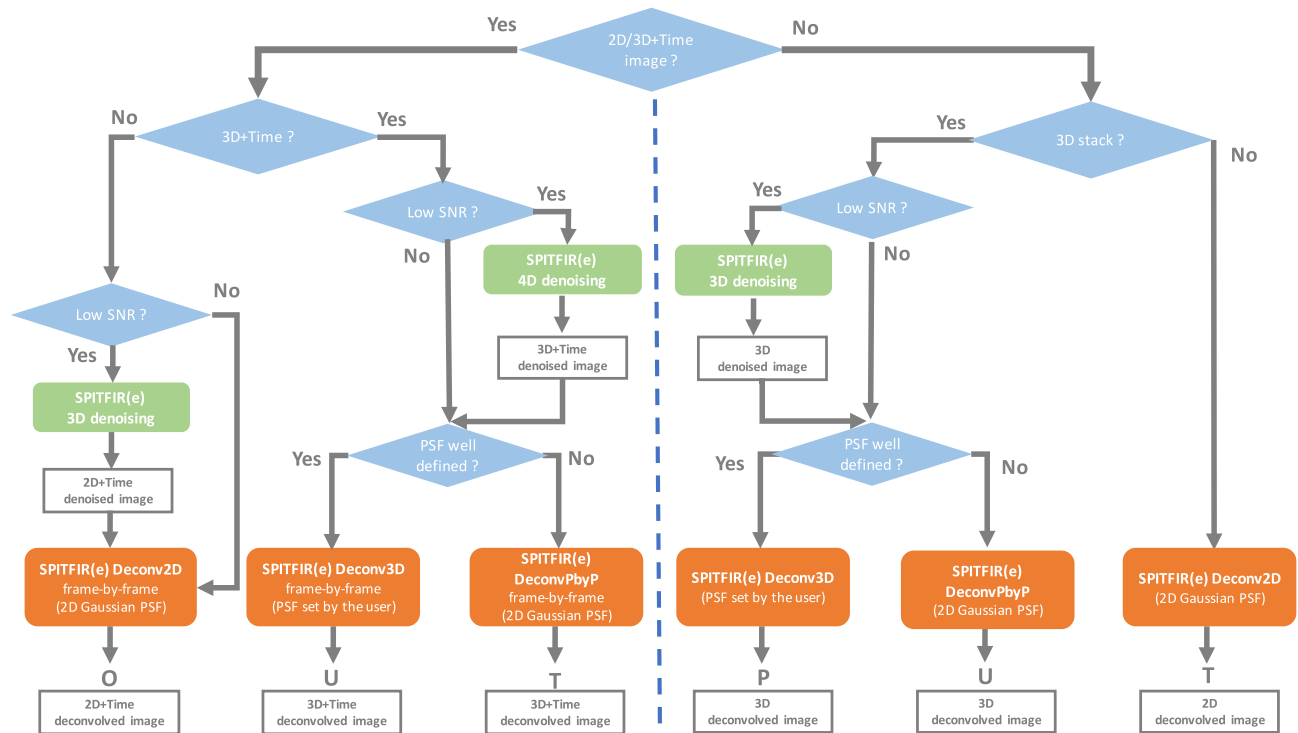 Yes
2D/3D+Time
image ?
No
No
3D+Time ?
Yes
Yes
3D stack ?
No
Low SNR ?
Yes
No
Yes
Low SNR ?
No
SPITFIR(e)
4D denoising
SPITFIR(e)
3D denoising
Low SNR ?
No
Yes
3D+Time
denoised image
3D
denoised image
SPITFIR(e)
3D denoising
2D+Time
denoised image
Yes
PSF well
defined ?
No
Yes
PSF well
defined ?
No
SPITFIR(e) Deconv2D
frame-by-frame
(2D Gaussian PSF)
SPITFIR(e) Deconv3D
frame-by-frame
(PSF set by the user)
SPITFIR(e)
DeconvPbyP
frame-by-frame
(2D Gaussian PSF)
SPITFIR(e) Deconv3D
(PSF set by the user)
SPITFIR(e)
DeconvPbyP
(2D Gaussian PSF)
SPITFIR(e) Deconv2D
(2D Gaussian PSF)
O
U
T
P
U
T
2D+Time
deconvolved image
3D+Time
deconvolved image
3D+Time
deconvolved image
3D
deconvolved image
3D
deconvolved image
2D
deconvolved image